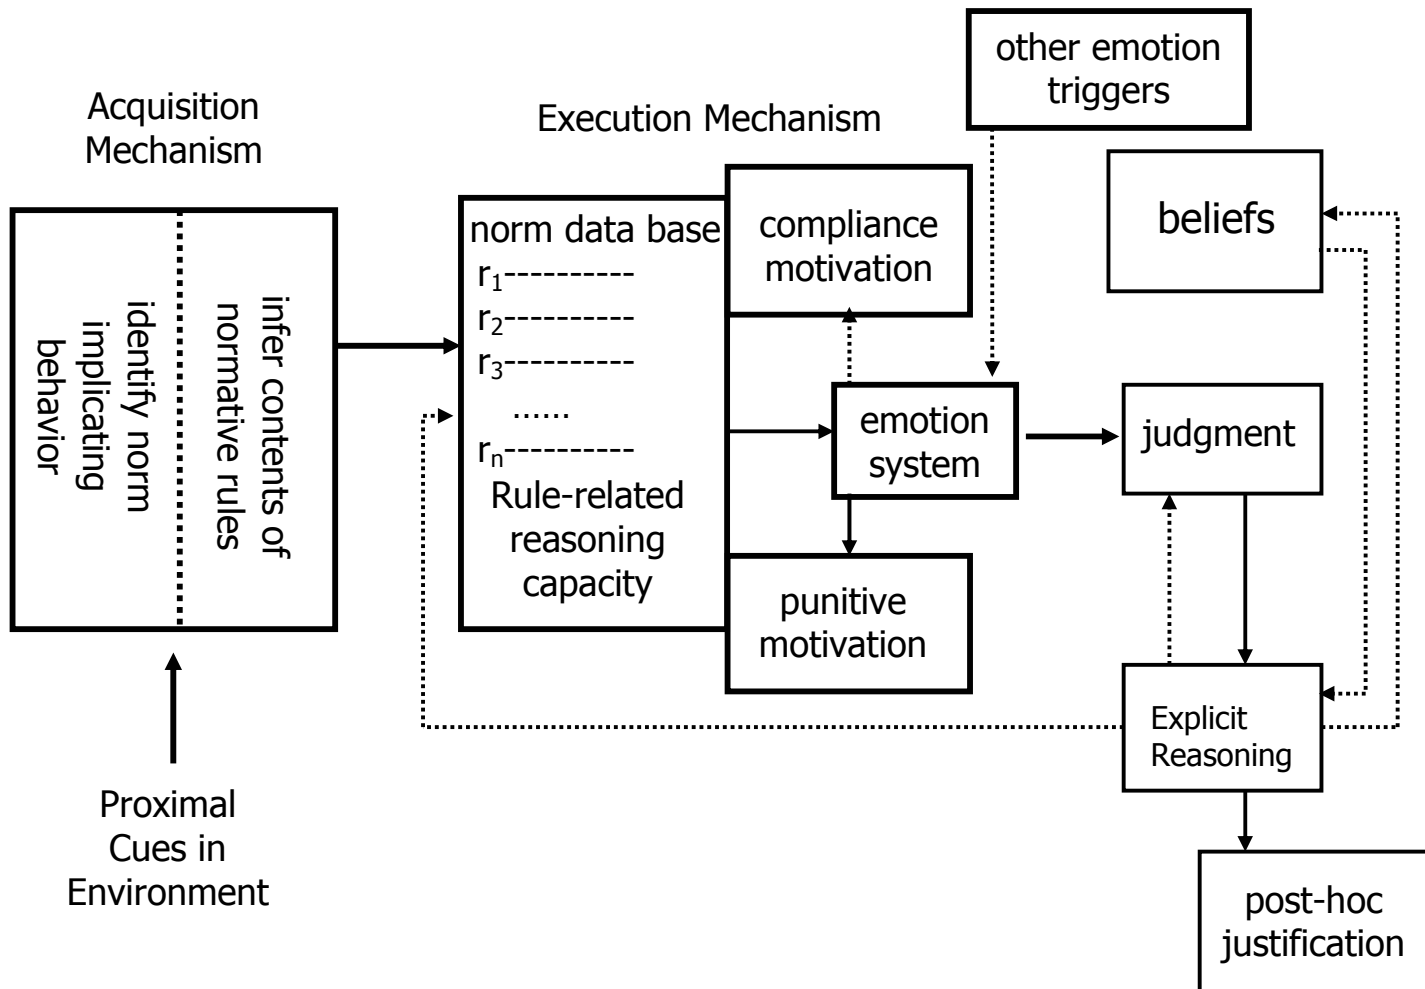 Acquisition
Mechanism
identify norm
implicating
behavior
infer contents of
normative rules
Proximal
Cues in
Environment
Execution Mechanism
norm data base
r₁----------
r₂----------
r₃----------
......
rₙ----------
Rule-related
reasoning
capacity
compliance
motivation
emotion
system
punitive
motivation
other emotion
triggers
beliefs
judgment
Explicit
Reasoning
post-hoc
justification